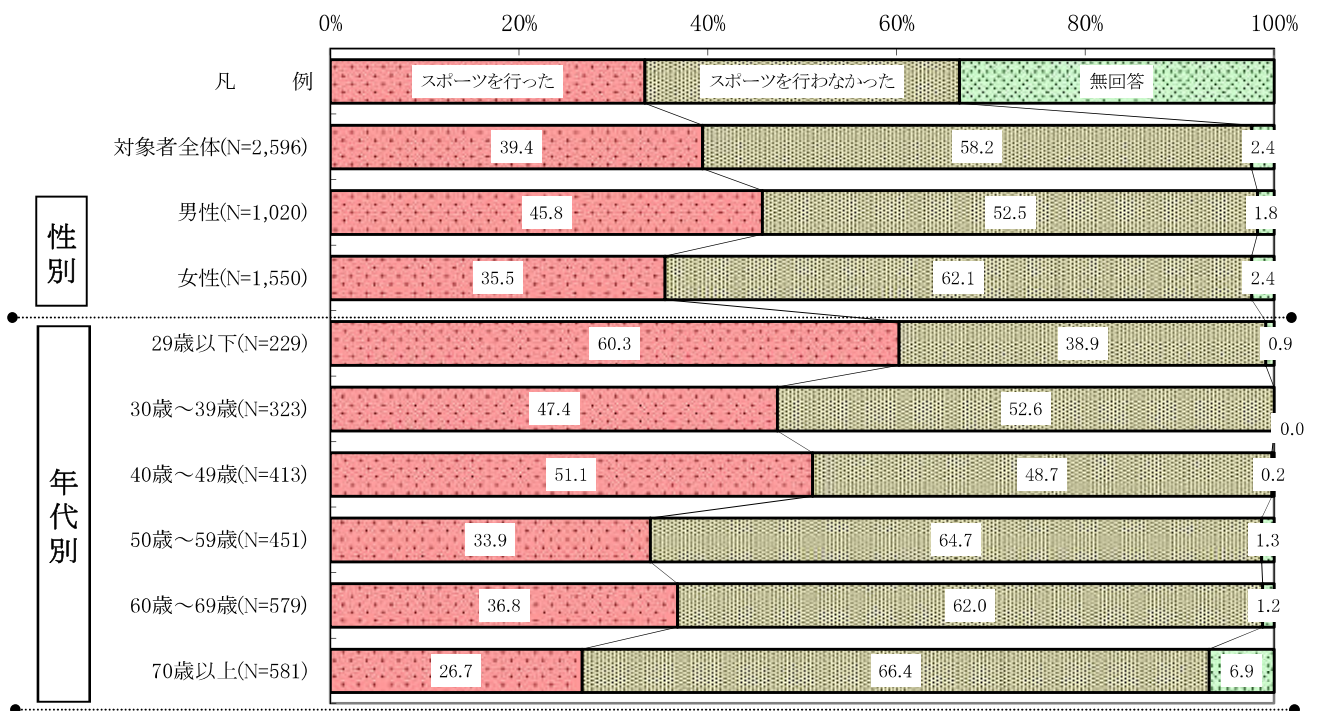 0% 20% 40% 60% 80% 100%
凡 例 スポーツを行った スポーツを行わなかった 無回答
対象者全体(N=2,596) 39.4 58.2 2.4
性別
男性(N=1,020) 45.8 52.5 1.8
女性(N=1,550) 35.5 62.1 2.4
年代別
29歳以下(N=229) 60.3 38.9 0.9
30歳～39歳(N=323) 47.4 52.6 0.0
40歳～49歳(N=413) 51.1 48.7 0.2
50歳～59歳(N=451) 33.9 64.7 1.3
60歳～69歳(N=579) 36.8 62.0 1.2
70歳以上(N=581) 26.7 66.4 6.9